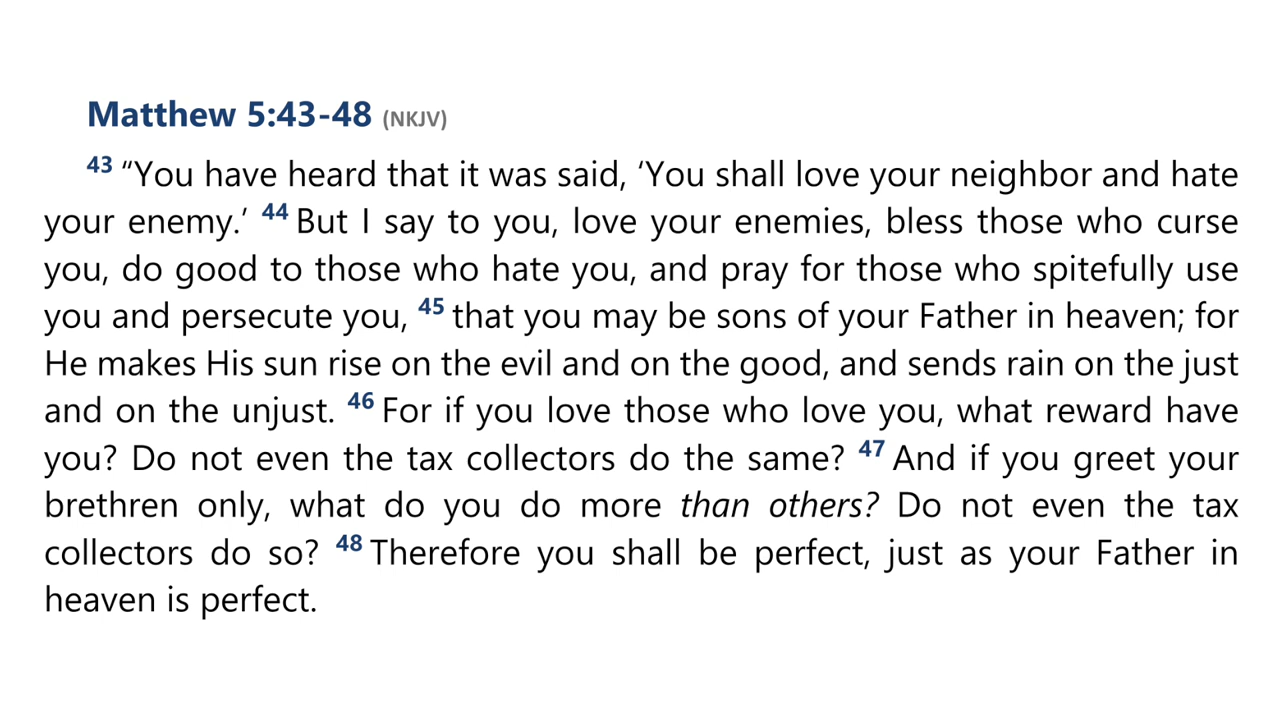 Matthew 5:43-48 (NKJV)
43 “You have heard that it was said, ‘You shall love your neighbor and hate
your enemy.’ 44 But I say to you, love your enemies, bless those who curse
you, do good to those who hate you, and pray for those who spitefully use
you and persecute you, 45 that you may be sons of your Father in heaven; for
He makes His sun rise on the evil and on the good, and sends rain on the just
and on the unjust. 46 For if you love those who love you, what reward have
you? Do not even the tax collectors do the same? 47 And if you greet your
brethren only, what do you do more than others? Do not even the tax
collectors do so? 48 Therefore you shall be perfect, just as your Father in
heaven is perfect.